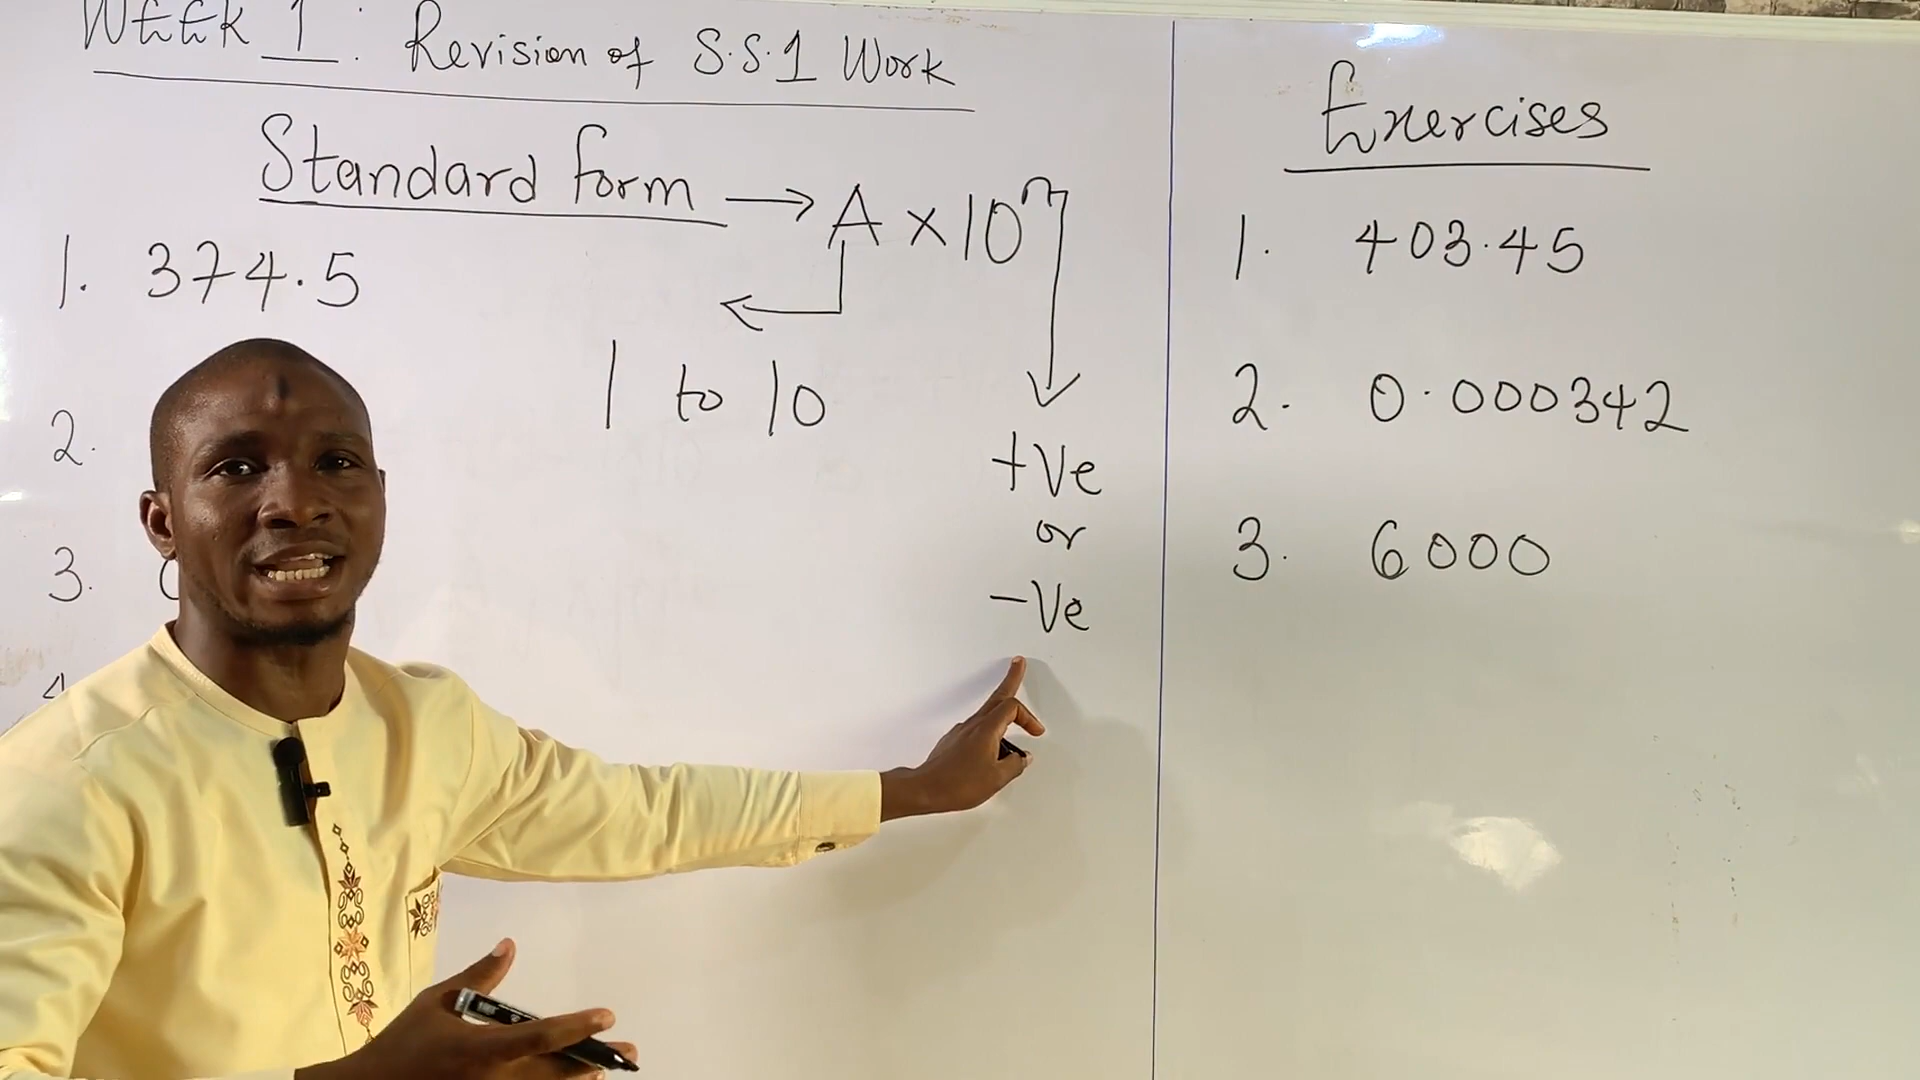 Week 1: Revision of S.S.1 Work
Standard form → A × 10ⁿ
1. 374.5
1 to 10
2.
3.
4
+Ve
or
-Ve
Exercises
1. 403.45
2. 0.000342
3. 6000